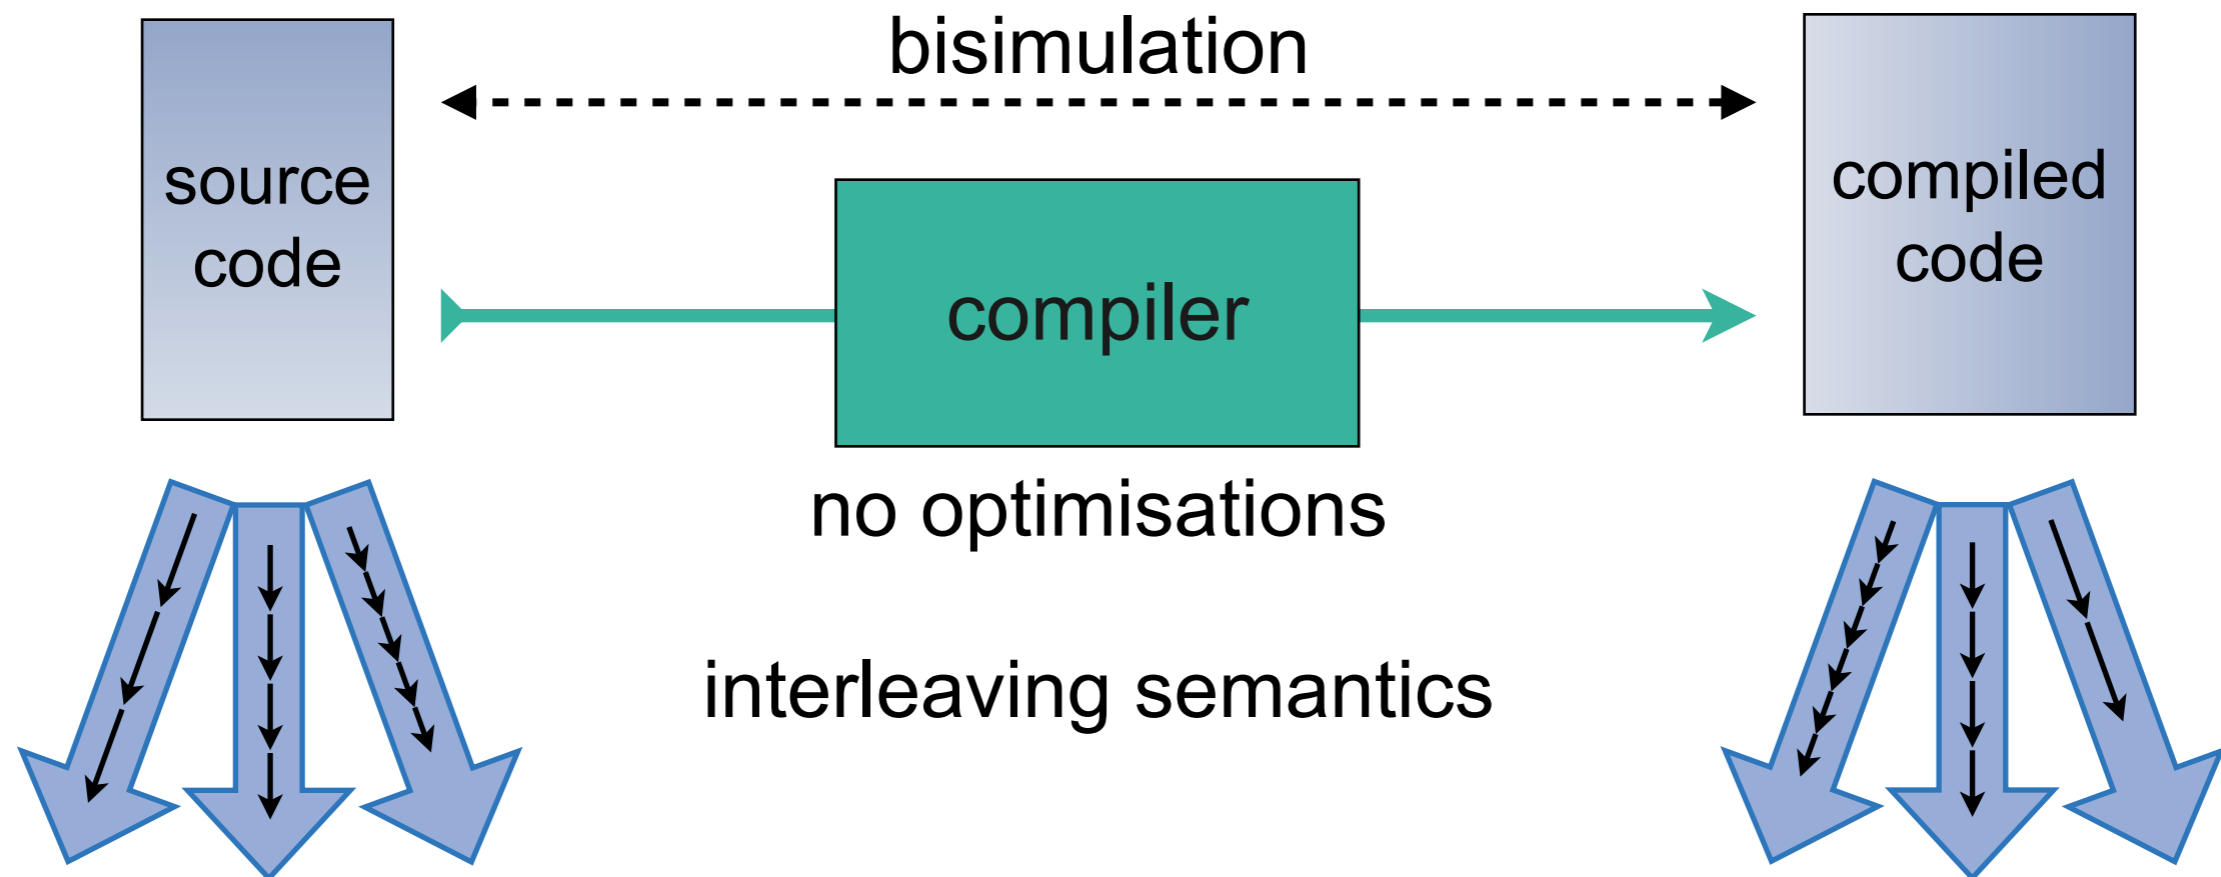 bisimulation
source
code
compiler
compiled
code
no optimisations
interleaving semantics